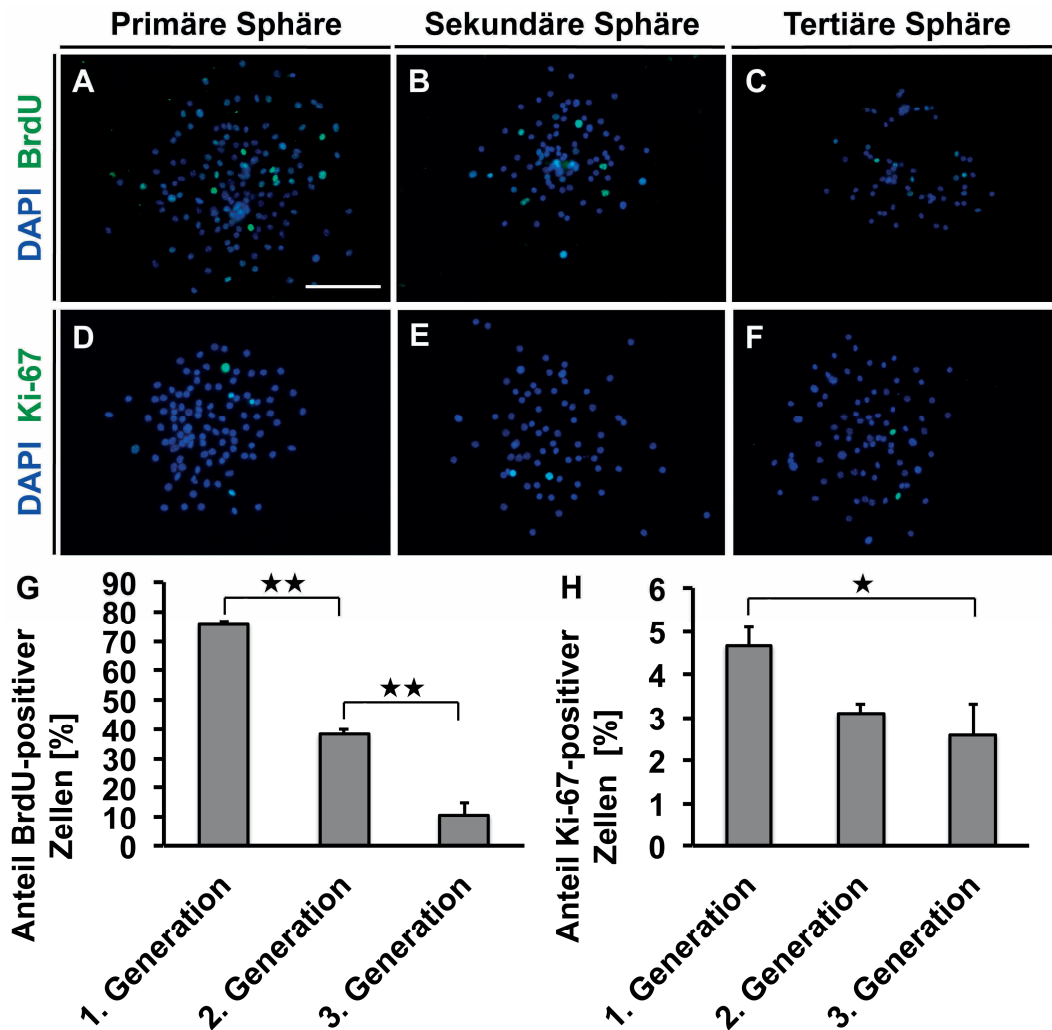 Primäre Sphäre
Sekundäre Sphäre
Tertiäre Sphäre
DAPI BrdU
A
B
C
DAPI Ki-67
D
E
F
G
Anteil BrdU-positiver
Zellen [%]
90
80
70
60
50
40
30
20
10
0
★★
★★
1. Generation
2. Generation
3. Generation
H
Anteil Ki-67-positiver
Zellen [%]
6
5
4
3
2
1
0
★
1. Generation
2. Generation
3. Generation